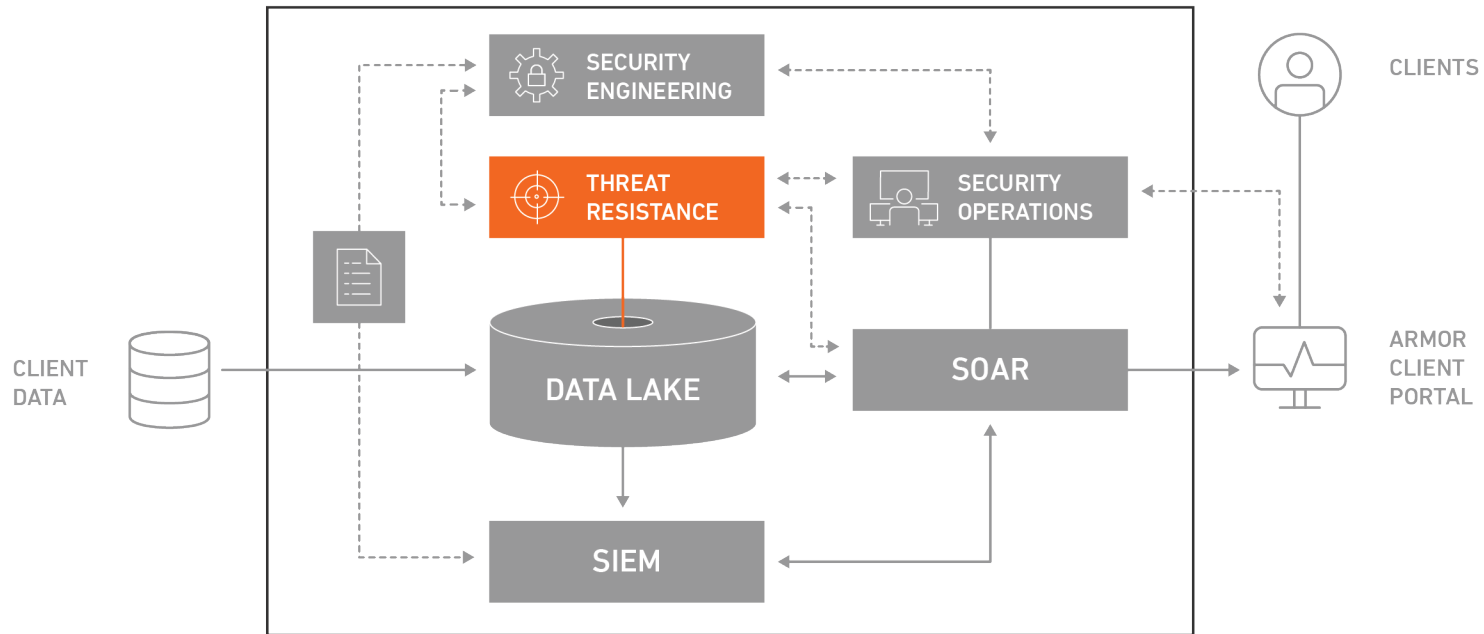 SECURITY
ENGINEERING
CLIENTS
THREAT
RESISTANCE
SECURITY
OPERATIONS
CLIENT
DATA
DATA LAKE
SOAR
ARMOR
CLIENT
PORTAL
SIEM